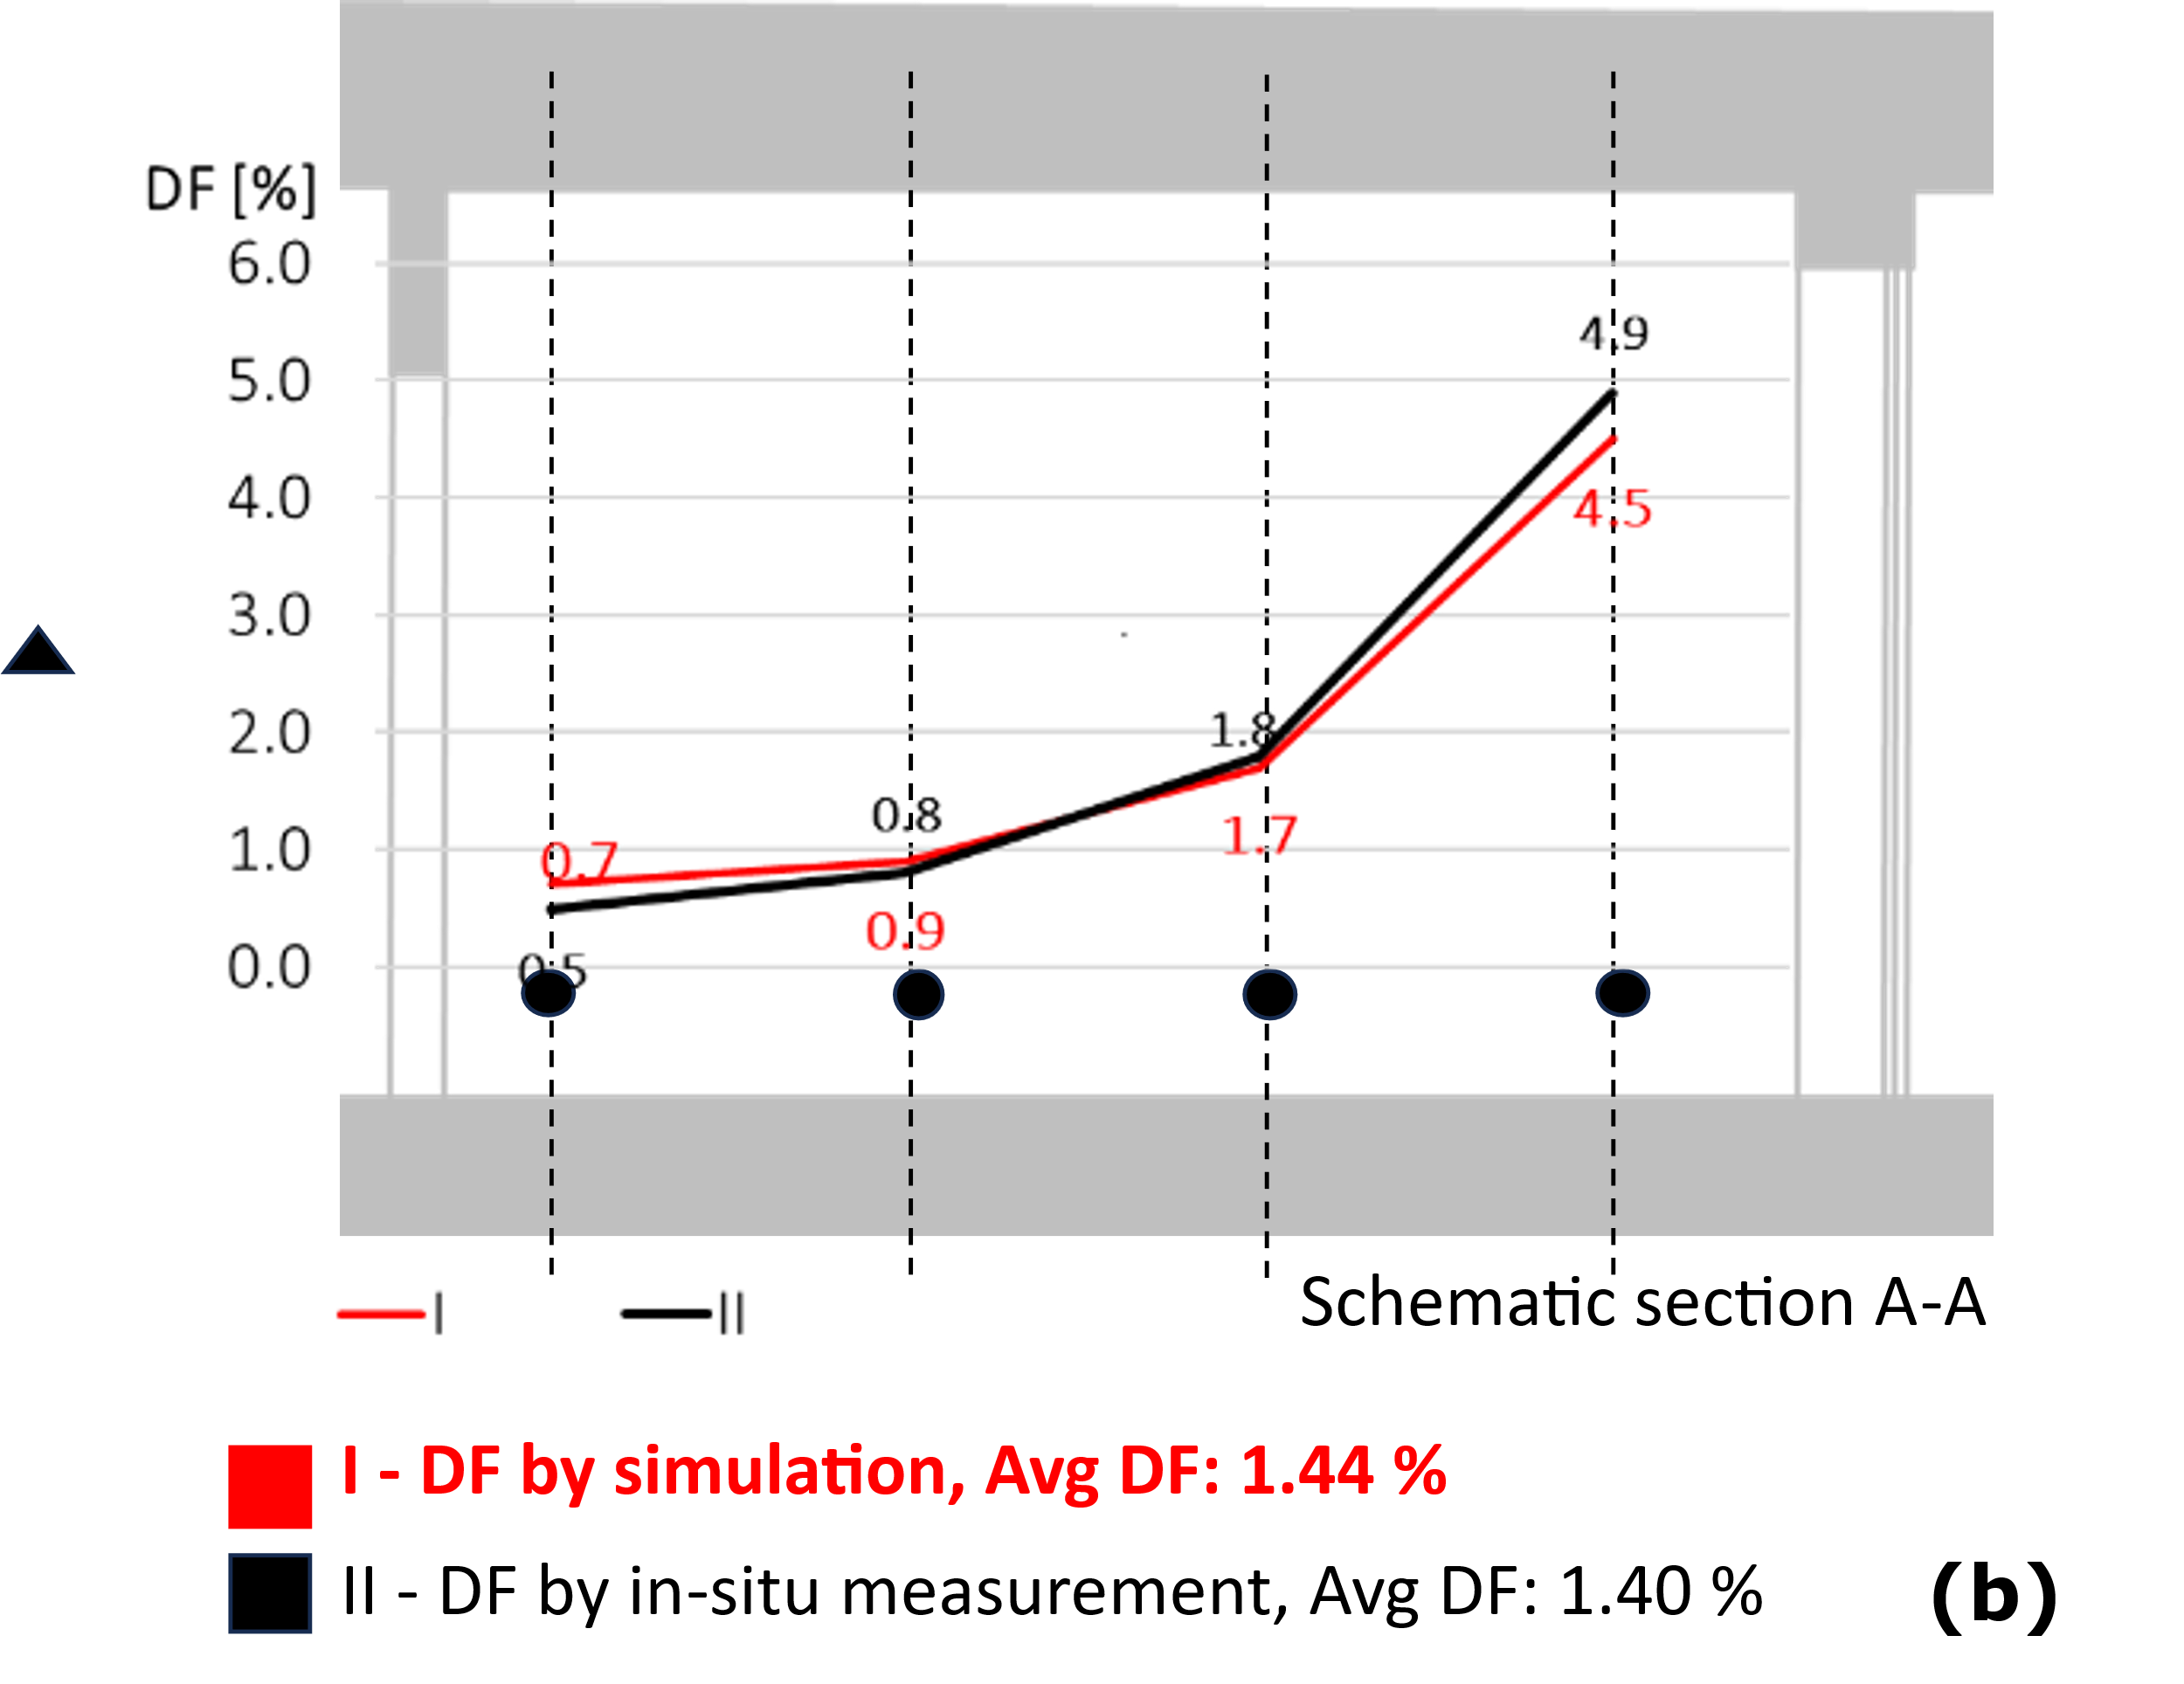 DF [%]
6.0
4.9
5.0
4.0
4.5
3.0
2.0
1.8
0.8
1.7
1.0
0.7
0.9
0.0
0.5
I
II
Schematic section A-A
I - DF by simulation, Avg DF: 1.44 %
II - DF by in-situ measurement, Avg DF: 1.40 %
(b)